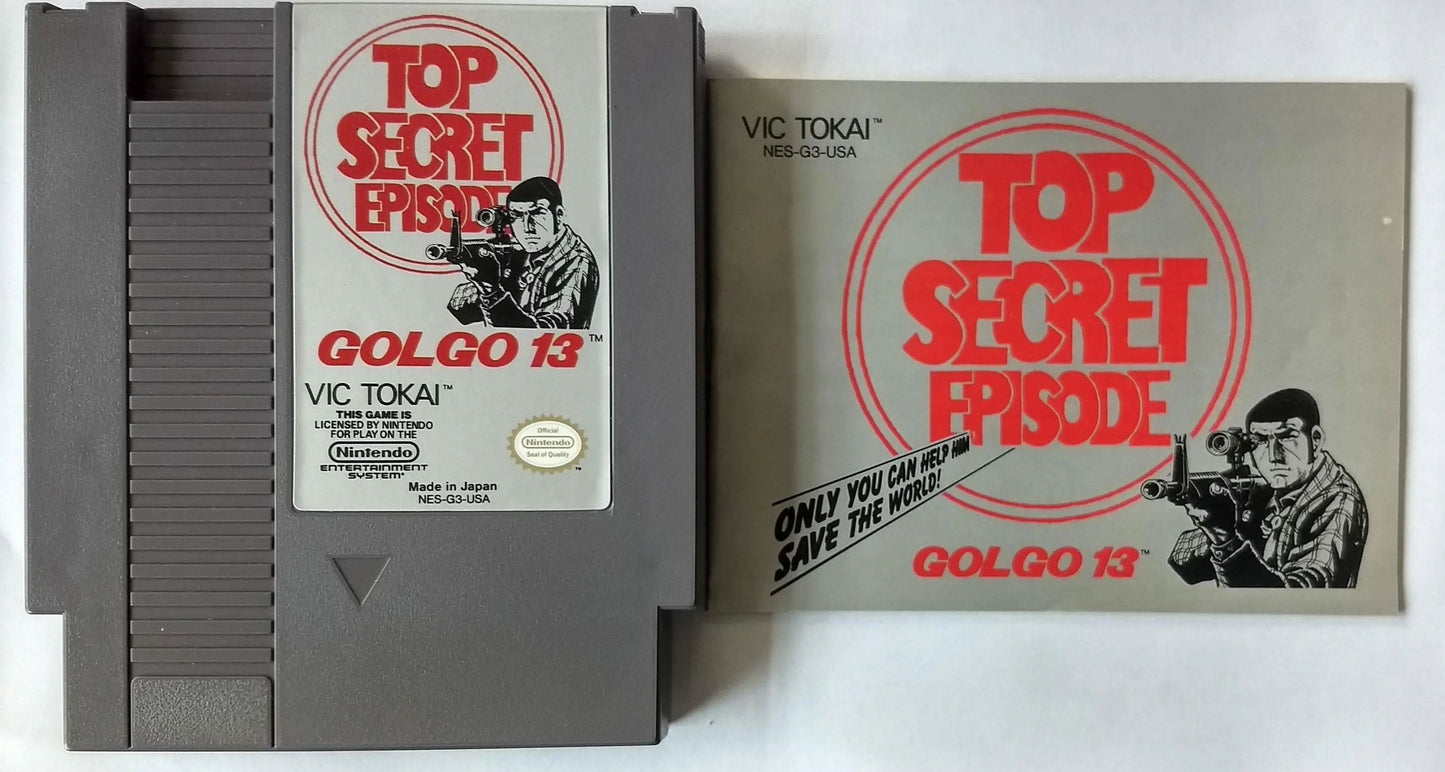 TOP
SECRET
EPISODE
GOLGO 13™
VIC TOKAI™
THIS GAME IS
LICENSED BY NINTENDO
FOR PLAY ON THE
Nintendo
ENTERTAINMENT
SYSTEM®
Official
Nintendo
Seal of Quality
™
Made in Japan
NES-G3-USA
VIC TOKAI™
NES-G3-USA
TOP
SECRET
EPISODE
ONLY YOU CAN HELP HIM
SAVE THE WORLD!
GOLGO 13™